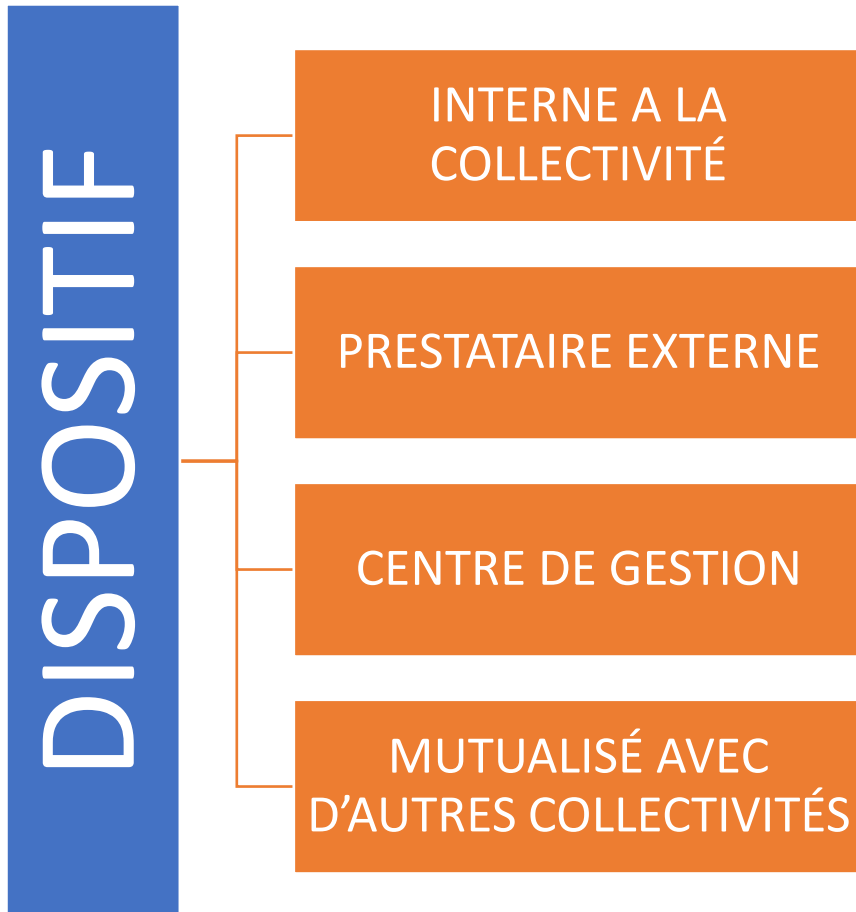 DISPOSITIF
INTERNE A LA
COLLECTIVITÉ
PRESTATAIRE EXTERNE
CENTRE DE GESTION
MUTUALISÉ AVEC
D’AUTRES COLLECTIVITÉS